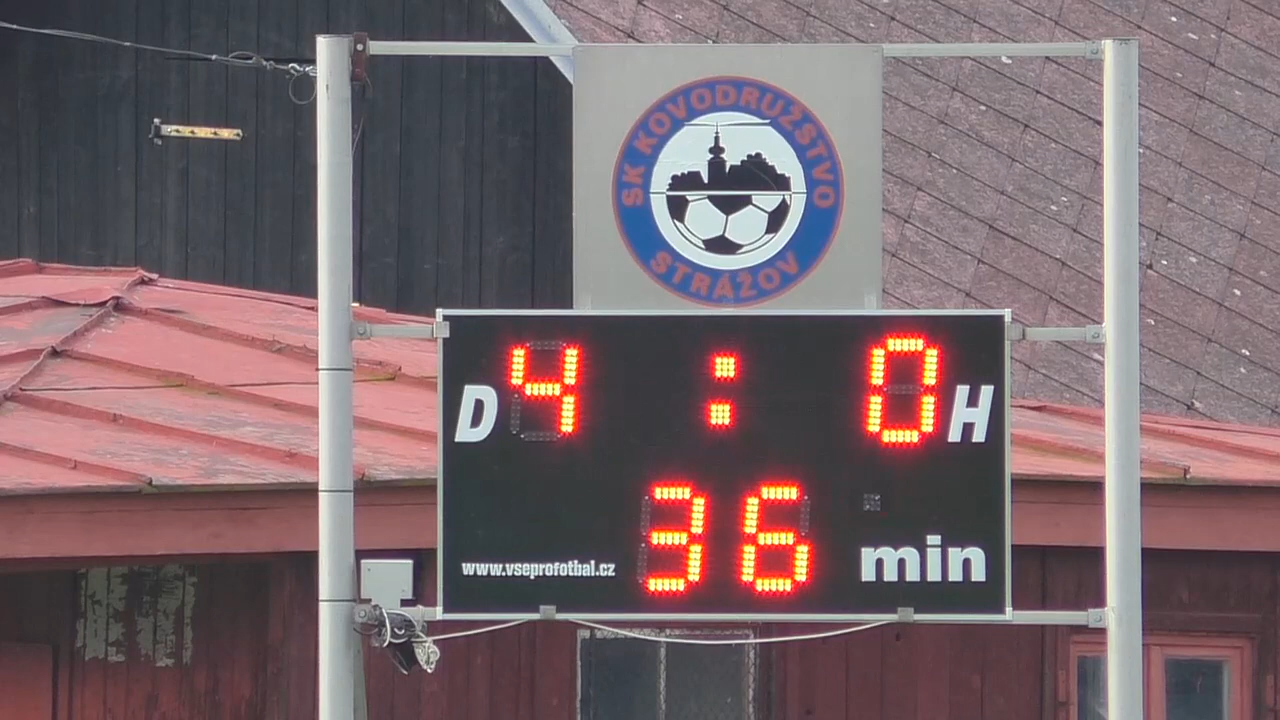 SK KOVODRUŽSTVO
STRÁŽOV
D 4 : 0 H
36 min
www.vseprofotbal.cz